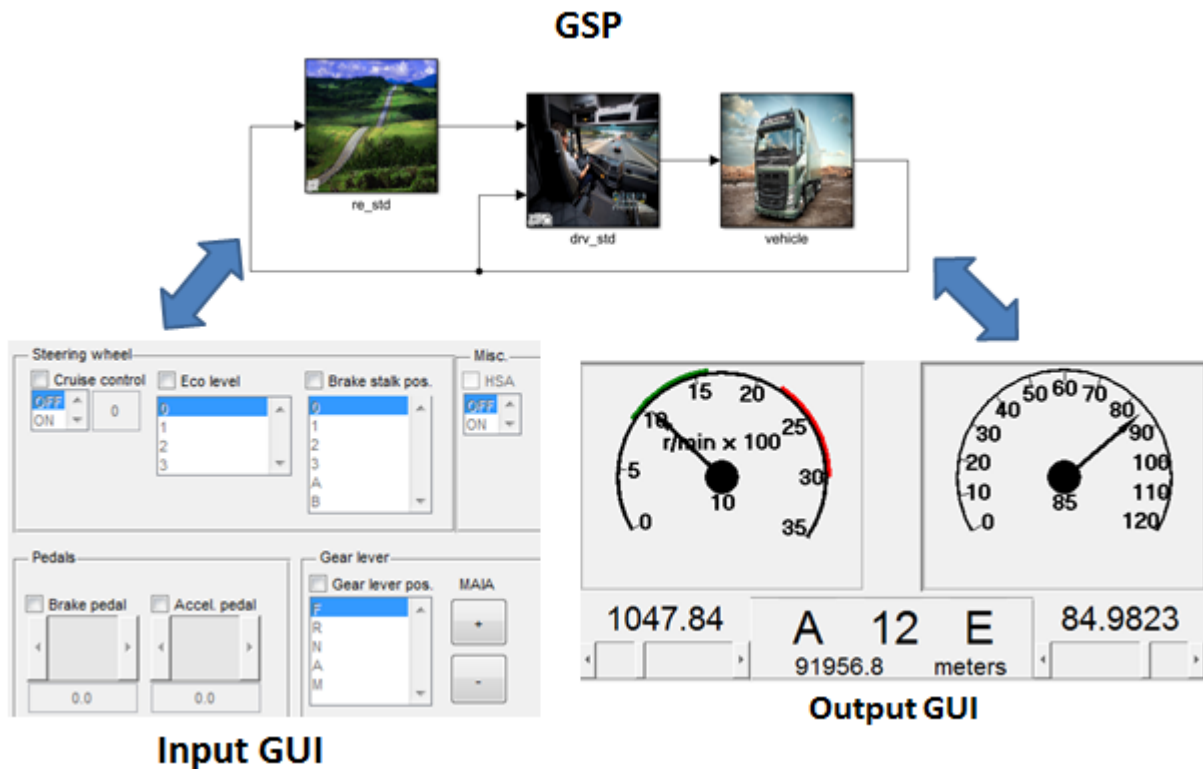 GSP
re_std
drv_std
vehicle
Steering wheel
Cruise control
OFF
ON
0
Eco level
0
1
2
3
Brake stalk pos.
0
1
2
3
A
B
Misc.
HSA
OFF
ON
Pedals
Brake pedal
0.0
Accel. pedal
0.0
Gear lever
Gear lever pos.
F
R
N
A
M
MAIA
+
-
Input GUI
0
5
10
15
20
25
30
35
r/min × 100
10
0
10
20
30
40
50
60
70
80
90
100
110
120
85
1047.84
A 12 E
91956.8 meters
84.9823
Output GUI